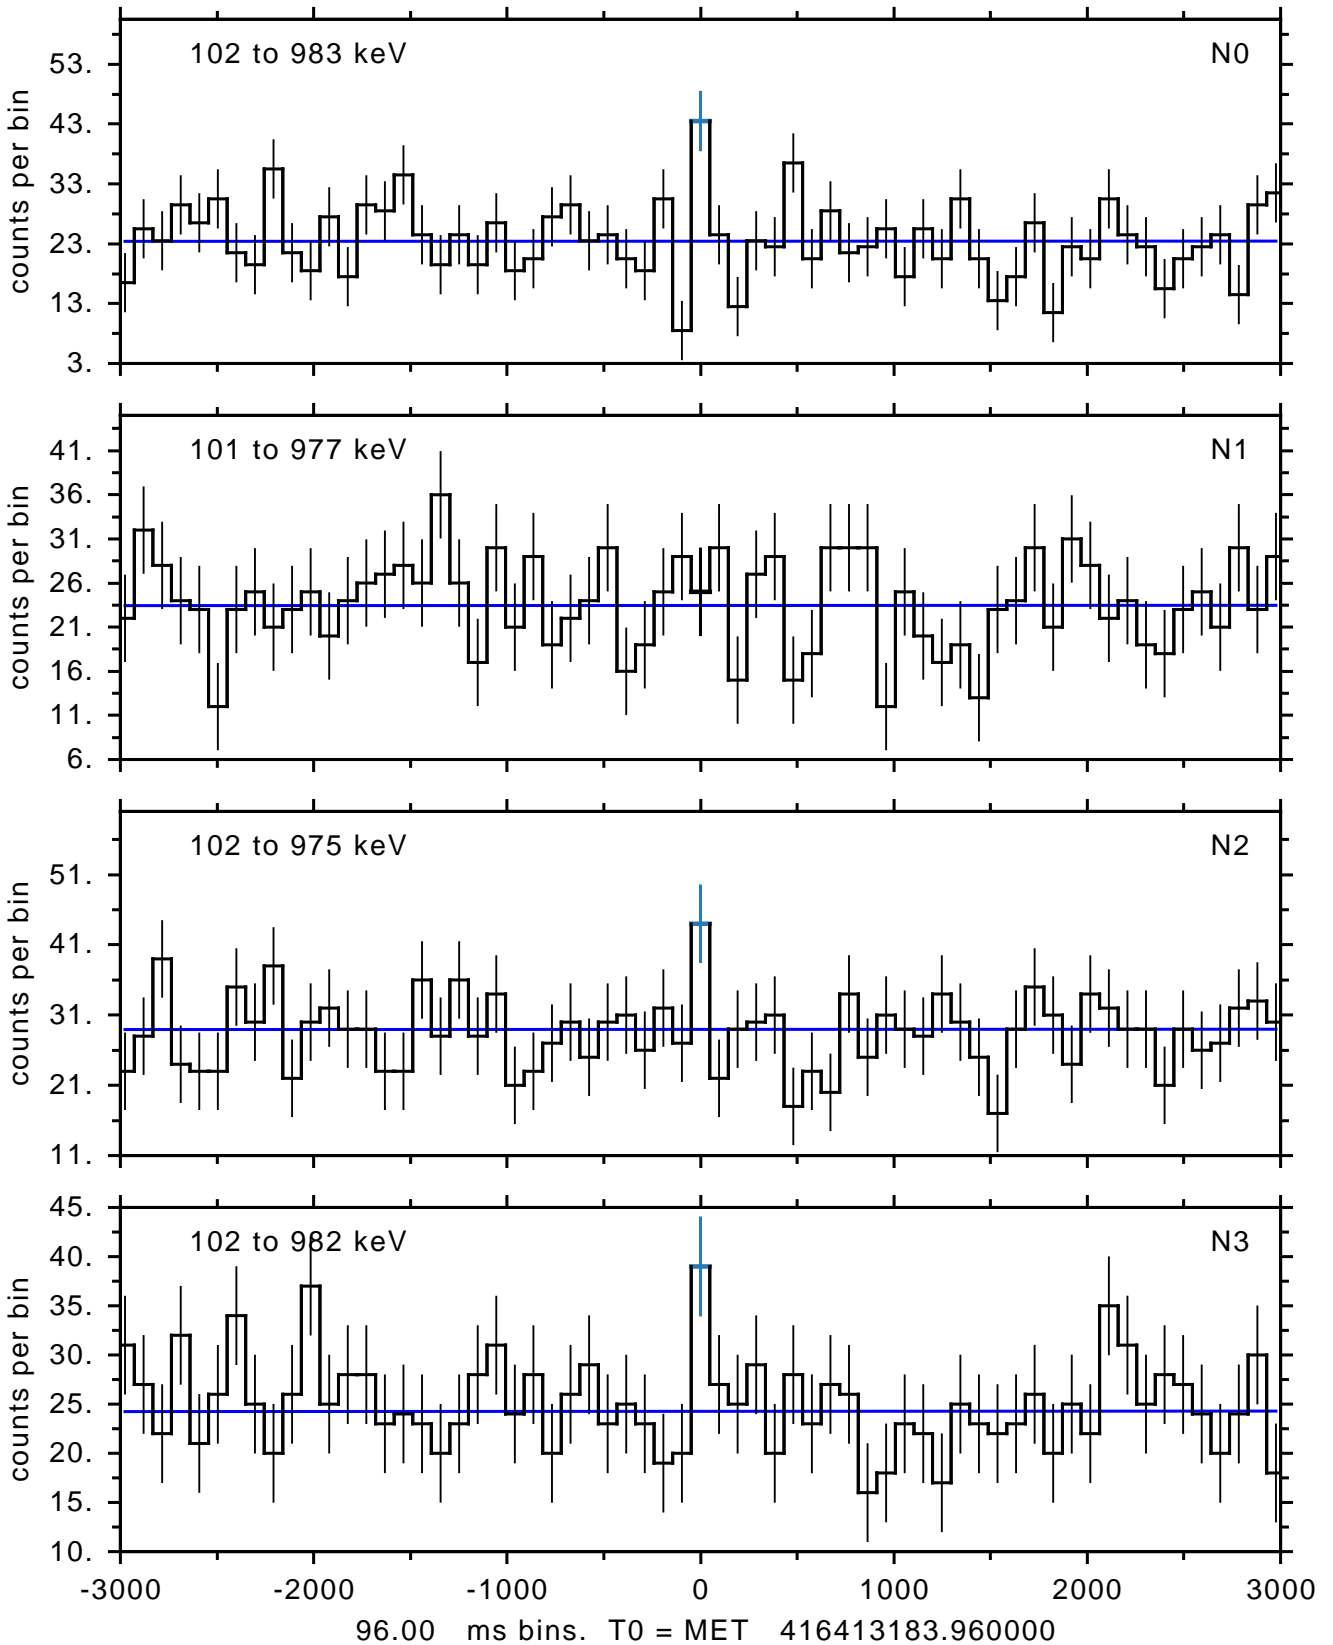 102 to 983 keV N0
53.
43.
33.
23.
13.
3.
counts per bin
101 to 977 keV N1
41.
36.
31.
26.
21.
16.
11.
6.
counts per bin
102 to 975 keV N2
51.
41.
31.
21.
11.
counts per bin
102 to 982 keV N3
45.
40.
35.
30.
25.
20.
15.
10.
counts per bin
-3000 -2000 -1000 0 1000 2000 3000
96.00 ms bins. T0 = MET 416413183.960000